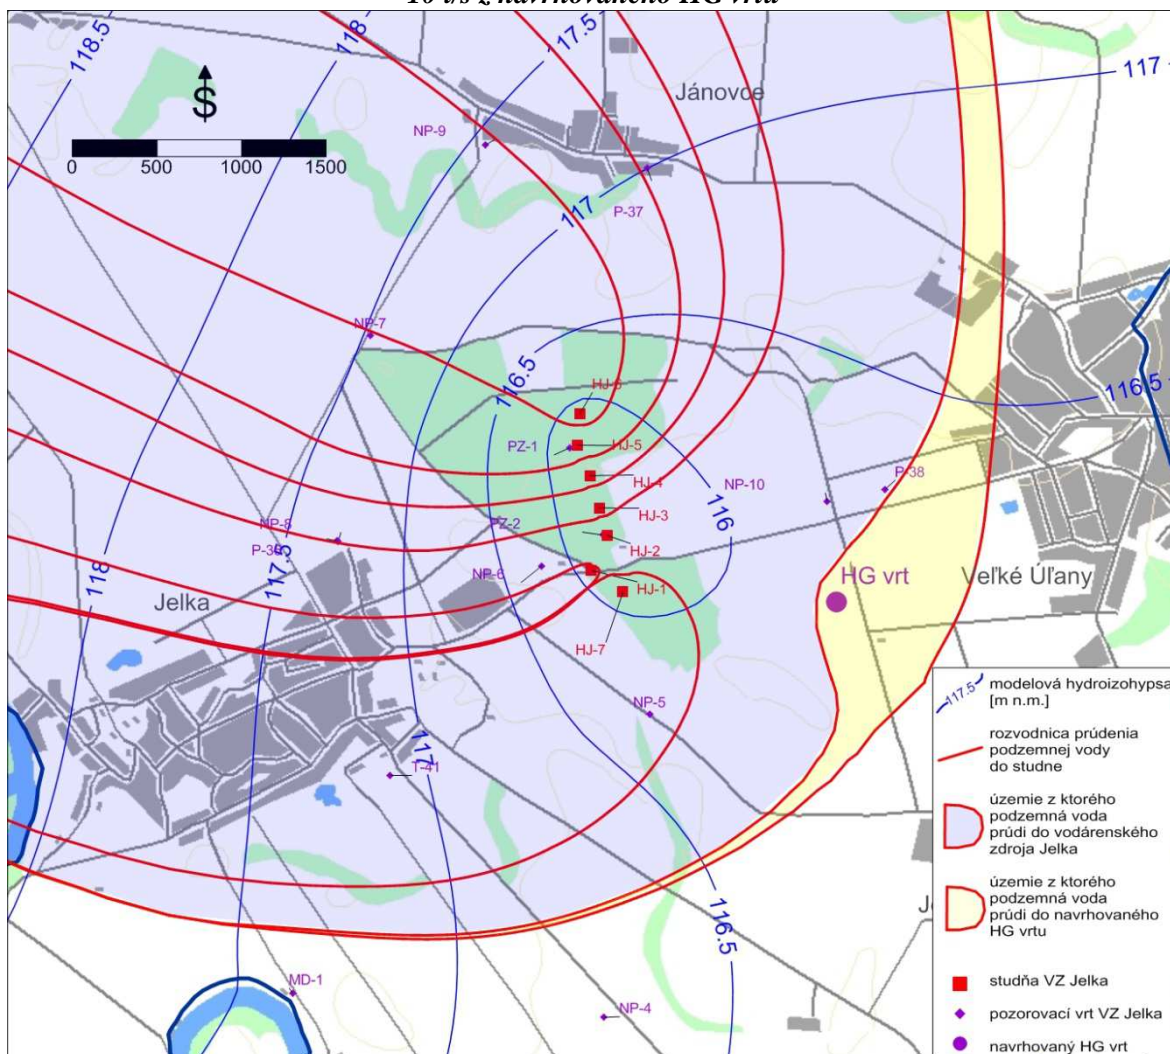 10 l/s z navrhovaného HG vrtu
118.5
118
117.5
117
Jánovce
NP-9
S
0 500 1000 1500
P-37
117
NP-7
116.5
116.5
HJ-6
PZ-1
HJ-5
HJ-4
NP-10
P-38
116
HJ-3
NP-8
PZ-2
HJ-2
NP-6
HG vrt
Veľké Úľany
118
117.5
Jelka
HJ-1
HJ-7
NP-5
117
T-41
116.5
MD-1
NP-4
117.5
modelová hydroizohypsa
[m n.m.]
rozvodnica prúdenia
podzemnej vody
do studne
územie z ktorého
podzemná voda
prúdi do vodárenského
zdroja Jelka
územie z ktorého
podzemná voda
prúdi do navrhovaného
HG vrtu
studňa VZ Jelka
pozorovací vrt VZ Jelka
navrhovaný HG vrt